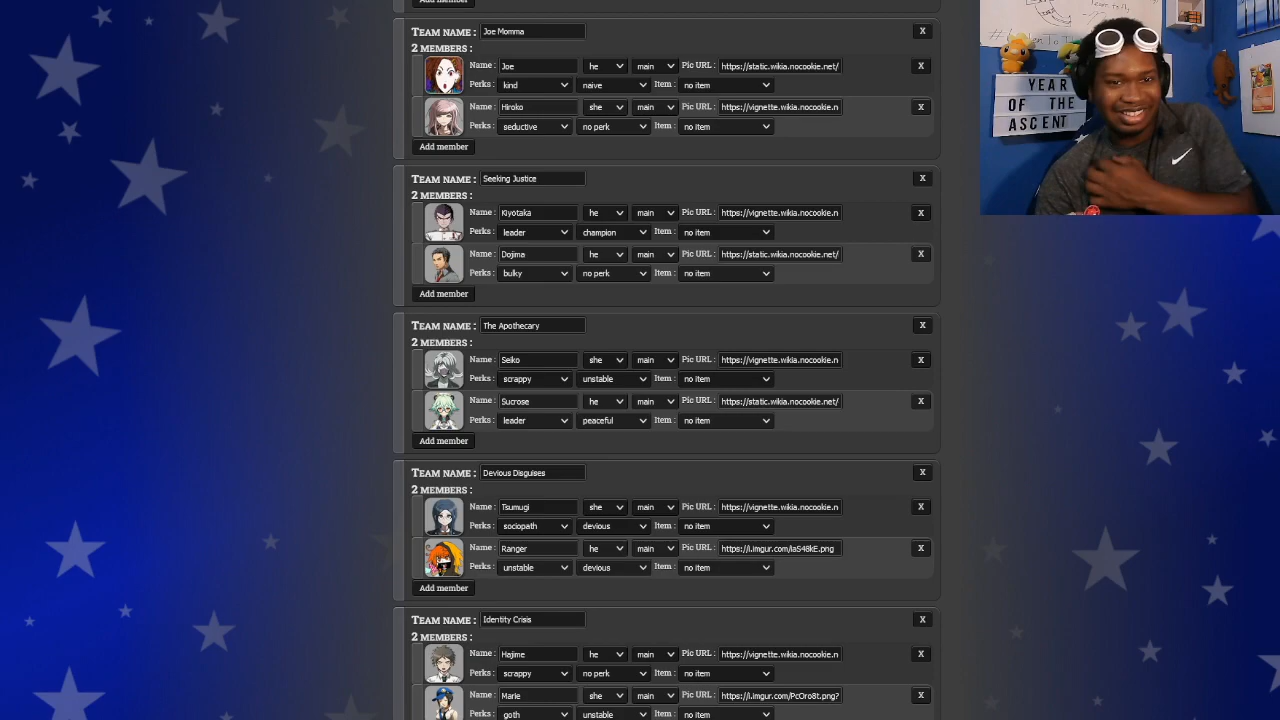 TEAM NAME : Joe Momma X
2 MEMBERS :
Name : Joe he main Pic URL : https://static.wikia.nocookie.net/ X
Perks : kind naive Item : no item
Name : Hiroko she main Pic URL : https://vignette.wikia.nocookie.n X
Perks : seductive no perk Item : no item
Add member
TEAM NAME : Seeking Justice X
2 MEMBERS :
Name : Kiyotaka he main Pic URL : https://vignette.wikia.nocookie.n X
Perks : leader champion Item : no item
Name : Dojima he main Pic URL : https://static.wikia.nocookie.net/ X
Perks : bulky no perk Item : no item
Add member
TEAM NAME : The Apothecary X
2 MEMBERS :
Name : Seiko she main Pic URL : https://vignette.wikia.nocookie.n X
Perks : scrappy unstable Item : no item
Name : Sucrose he main Pic URL : https://static.wikia.nocookie.net/ X
Perks : leader peaceful Item : no item
Add member
TEAM NAME : Devious Disguises X
2 MEMBERS :
Name : Tsumugi she main Pic URL : https://vignette.wikia.nocookie.n X
Perks : sociopath devious Item : no item
Name : Ranger he main Pic URL : https://i.imgur.com/iaS4BkE.png X
Perks : unstable devious Item : no item
Add member
TEAM NAME : Identity Crisis X
2 MEMBERS :
Name : Hajime he main Pic URL : https://vignette.wikia.nocookie.n X
Perks : scrappy no perk Item : no item
Name : Marie she main Pic URL : https://i.imgur.com/PcOro8t.png? X
Perks : goth unstable Item : no item
YEAR
OF THE
ASCENT